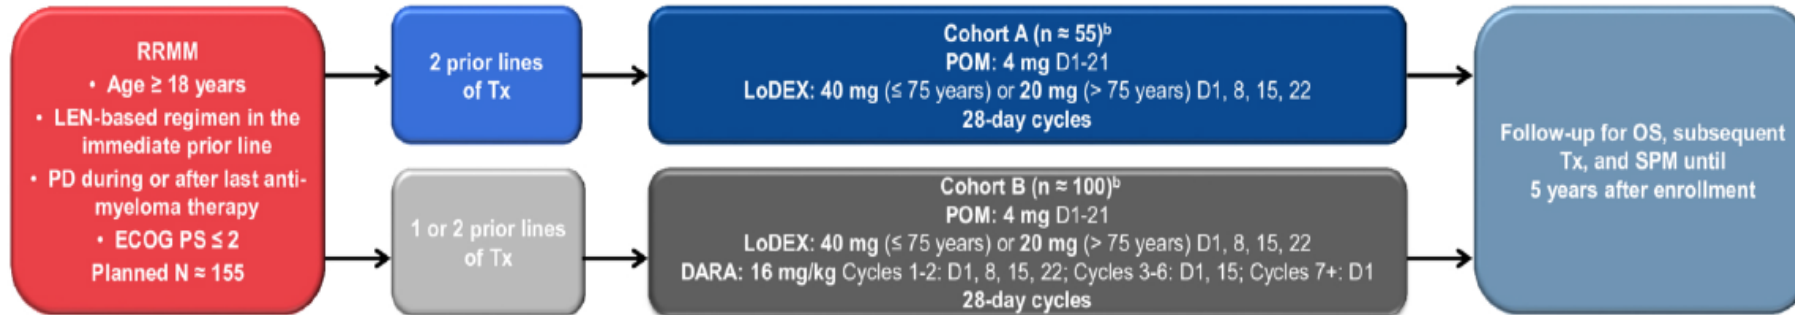 RRMM
• Age ≥ 18 years
• LEN-based regimen in the
immediate prior line
• PD during or after last anti-
myeloma therapy
• ECOG PS ≤ 2
Planned N ≈ 155
2 prior lines
of Tx
Cohort A (n ≈ 55)ᵇ
POM: 4 mg D1-21
LoDEX: 40 mg (≤ 75 years) or 20 mg (> 75 years) D1, 8, 15, 22
28-day cycles
1 or 2 prior lines
of Tx
Cohort B (n ≈ 100)ᵇ
POM: 4 mg D1-21
LoDEX: 40 mg (≤ 75 years) or 20 mg (> 75 years) D1, 8, 15, 22
DARA: 16 mg/kg Cycles 1-2: D1, 8, 15, 22; Cycles 3-6: D1, 15; Cycles 7+: D1
28-day cycles
Follow-up for OS, subsequent
Tx, and SPM until
5 years after enrollment